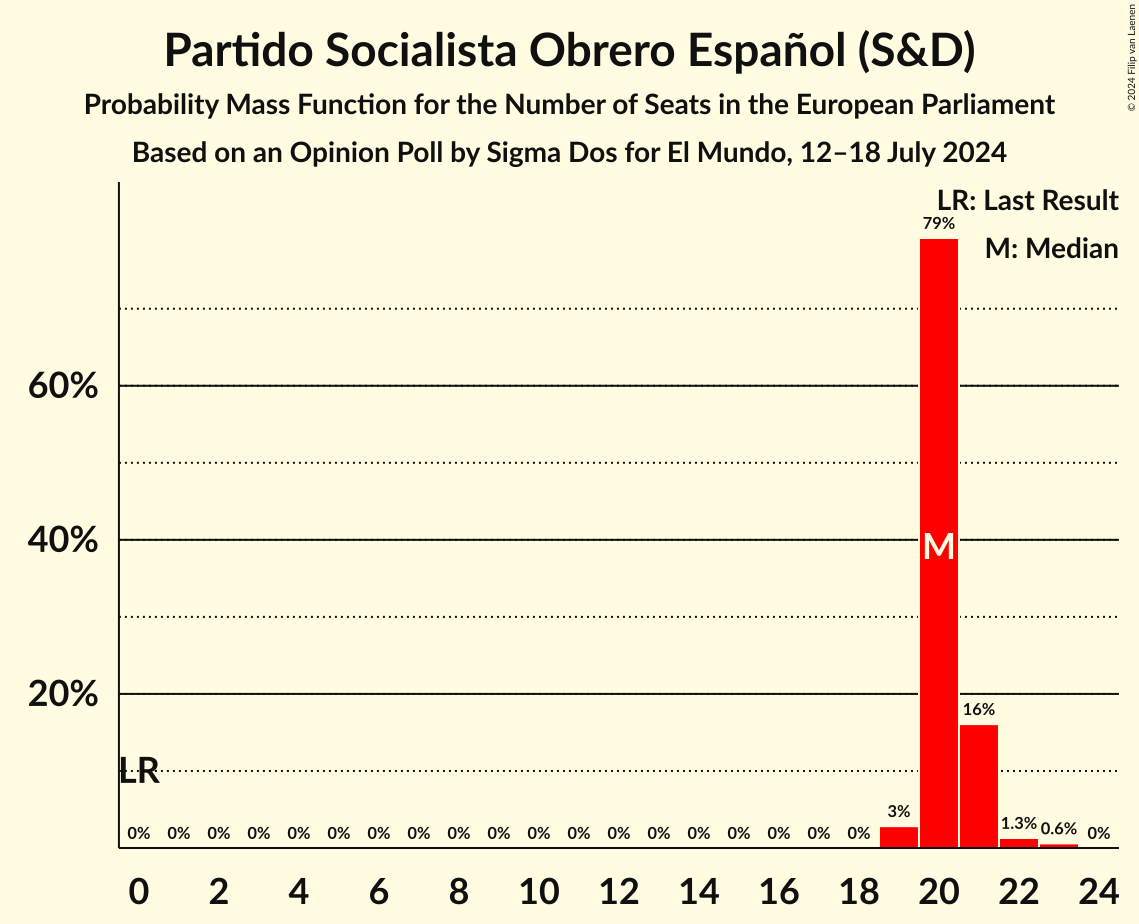 Partido Socialista Obrero Español (S&D)
Probability Mass Function for the Number of Seats in the European Parliament
Based on an Opinion Poll by Sigma Dos for El Mundo, 12–18 July 2024
© 2024 Filip van Laenen
LR: Last Result
79%
M: Median
60%
40%
M
20%
16%
LR
3%
1.3%
0.6%
0% 0% 0% 0% 0% 0% 0% 0% 0% 0% 0% 0% 0% 0% 0% 0% 0% 0% 0% 0%
0 2 4 6 8 10 12 14 16 18 20 22 24